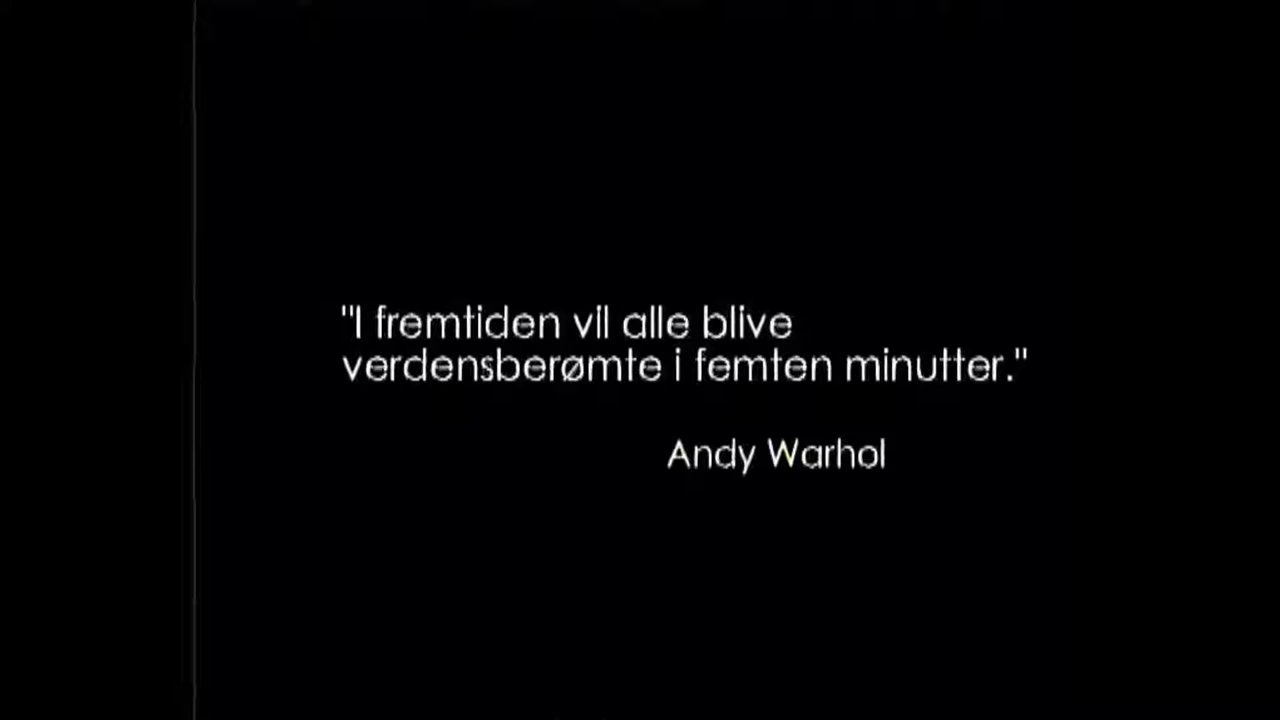 "I fremtiden vil alle blive
verdensberømte i femten minutter."
Andy Warhol